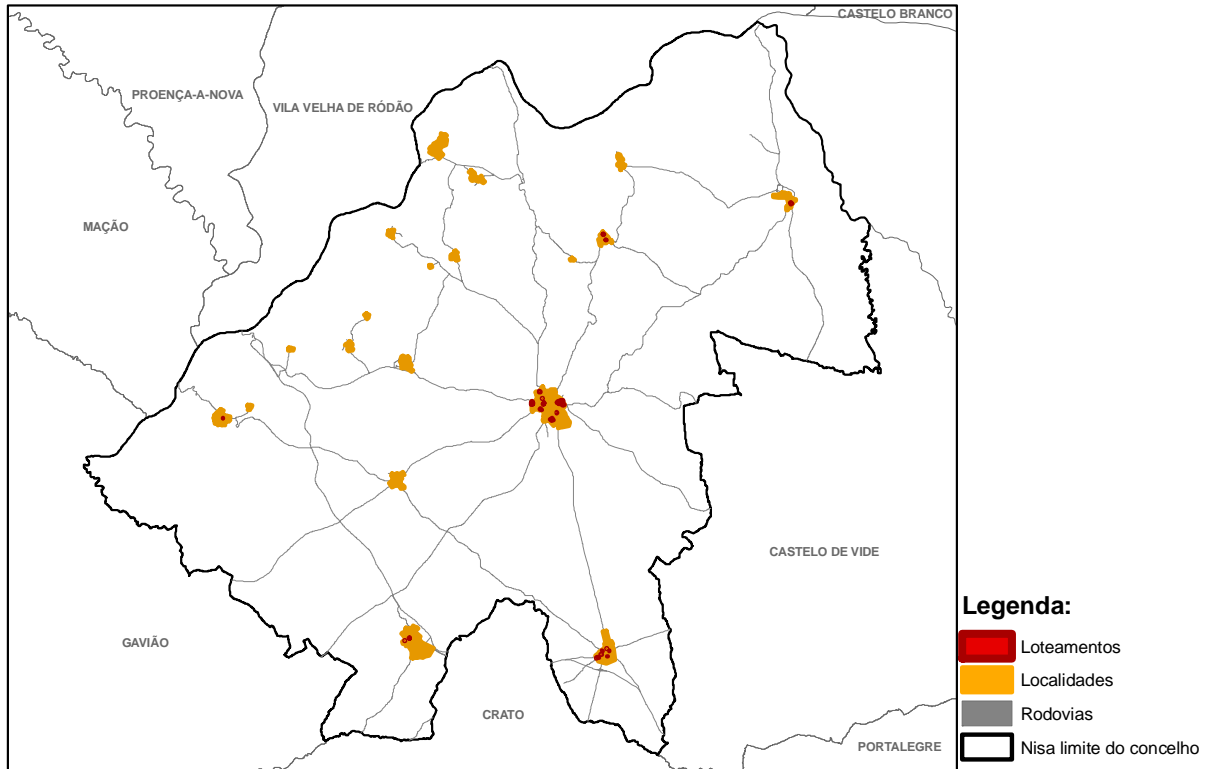 CASTELO BRANCO
PROENÇA-A-NOVA
VILA VELHA DE RÓDÃO
MAÇÃO
CASTELO DE VIDE
GAVIÃO
CRATO
PORTALEGRE
Legenda:
Loteamentos
Localidades
Rodovias
Nisa limite do concelho